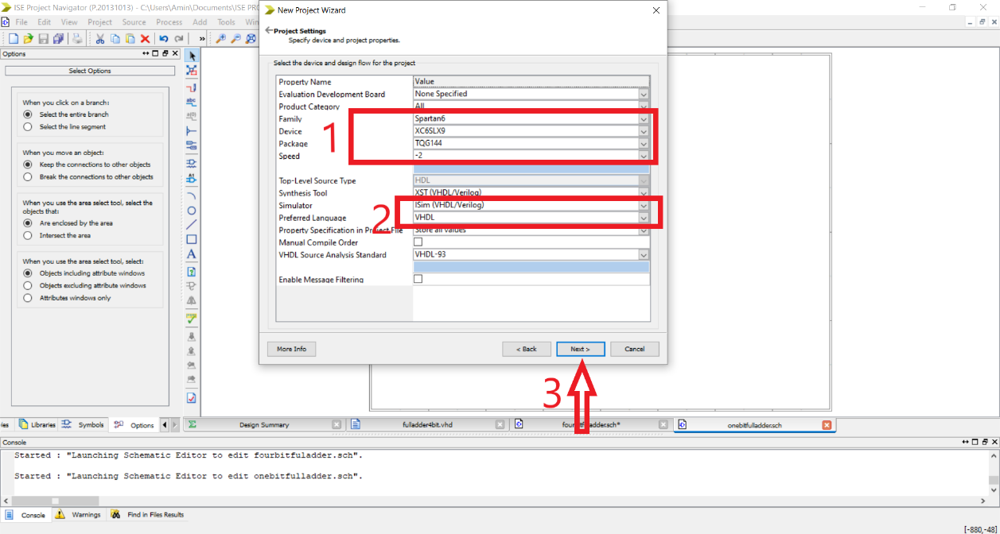 ISE Project Navigator (P.20131013) - C:\Users\Amin\Documents\ISE PRO
New Project Wizard
File Edit View Project Source Process Add Tools Win
Project Settings
Specify device and project properties.
Options
Select Options
Select the device and design flow for the project
Property Name Value
Evaluation Development Board None Specified
Product Category All
Family Spartan6
Device XC6SLX9
Package TQG144
Speed -2
1
Top-Level Source Type HDL
Synthesis Tool XST (VHDL/Verilog)
Simulator ISim (VHDL/Verilog)
Preferred Language VHDL
2
Property Specification in Project File Store all values
Manual Compile Order
VHDL Source Analysis Standard VHDL-93
Enable Message Filtering
When you click on a branch:
Select the entire branch
Select the line segment
When you move an object:
Keep the connections to other objects
Break the connections to other objects
When you use the area select tool, select the
objects that:
Are enclosed by the area
Intersect the area
When you use the area select tool, select:
Objects including attribute windows
Objects excluding attribute windows
Attributes windows only
More Info < Back Next > Cancel
3
les Libraries Symbols Options
Design Summary fulladder4bit.vhd onebitfulladder.sch
Console
Started : "Launching Schematic Editor to edit fourbitfuladder.sch".
Started : "Launching Schematic Editor to edit onebitfulladder.sch".
Console Warnings Find in Files Results
[-880,-48]